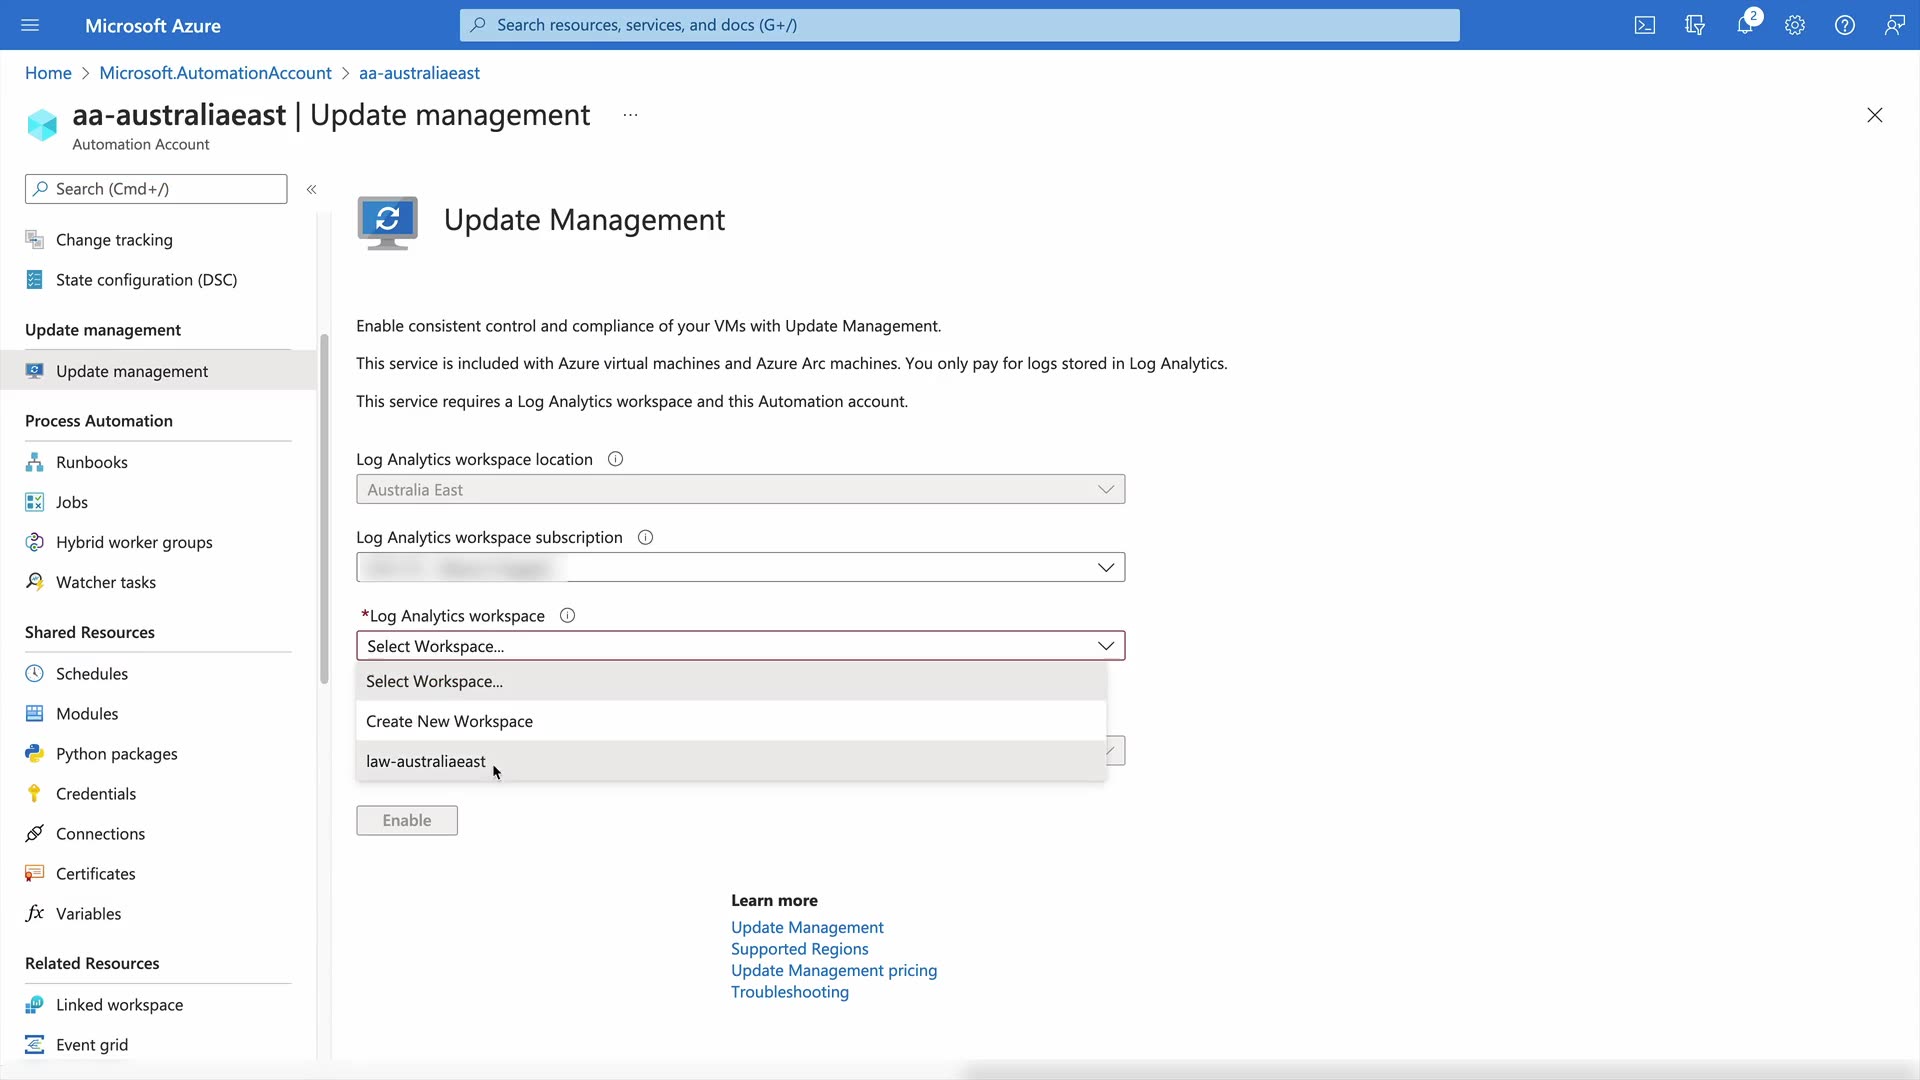 Microsoft Azure
Search resources, services, and docs (G+/)
2
Home > Microsoft.AutomationAccount > aa-australiaeast
aa-australiaeast | Update management ...
Automation Account
Search (Cmd+/)
«
Change tracking
State configuration (DSC)
Update management
Update management
Process Automation
Runbooks
Jobs
Hybrid worker groups
Watcher tasks
Shared Resources
Schedules
Modules
Python packages
Credentials
Connections
Certificates
Variables
Related Resources
Linked workspace
Event grid
Update Management
Enable consistent control and compliance of your VMs with Update Management.
This service is included with Azure virtual machines and Azure Arc machines. You only pay for logs stored in Log Analytics.
This service requires a Log Analytics workspace and this Automation account.
Log Analytics workspace location
Australia East
Log Analytics workspace subscription
*Log Analytics workspace
Select Workspace...
Select Workspace...
Create New Workspace
law-australiaeast
Enable
Learn more
Update Management
Supported Regions
Update Management pricing
Troubleshooting